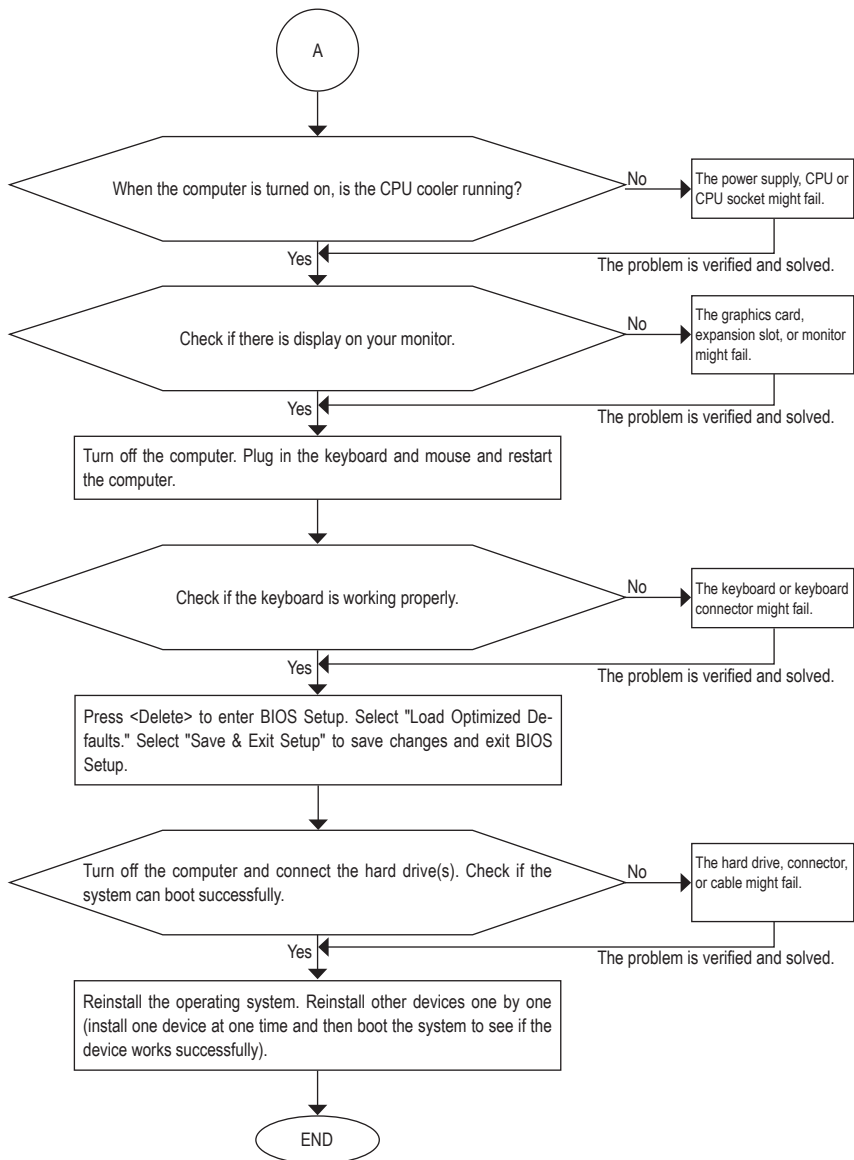 A
When the computer is turned on, is the CPU cooler running?
No
The power supply, CPU or
CPU socket might fail.
Yes
The problem is verified and solved.
Check if there is display on your monitor.
No
The graphics card,
expansion slot, or monitor
might fail.
Yes
The problem is verified and solved.
Turn off the computer. Plug in the keyboard and mouse and restart
the computer.
Check if the keyboard is working properly.
No
The keyboard or keyboard
connector might fail.
Yes
The problem is verified and solved.
Press <Delete> to enter BIOS Setup. Select "Load Optimized De-
faults." Select "Save & Exit Setup" to save changes and exit BIOS
Setup.
Turn off the computer and connect the hard drive(s). Check if the
system can boot successfully.
No
The hard drive, connector,
or cable might fail.
Yes
The problem is verified and solved.
Reinstall the operating system. Reinstall other devices one by one
(install one device at one time and then boot the system to see if the
device works successfully).
END